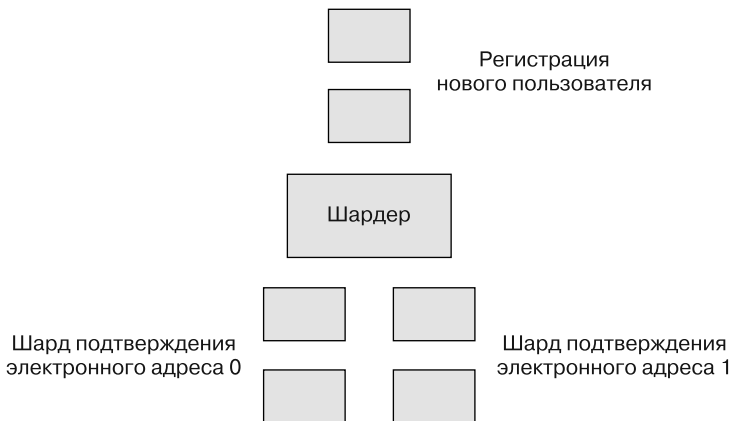 Регистрация
нового пользователя
Шардер
Шард подтверждения
электронного адреса 0
Шард подтверждения
электронного адреса 1